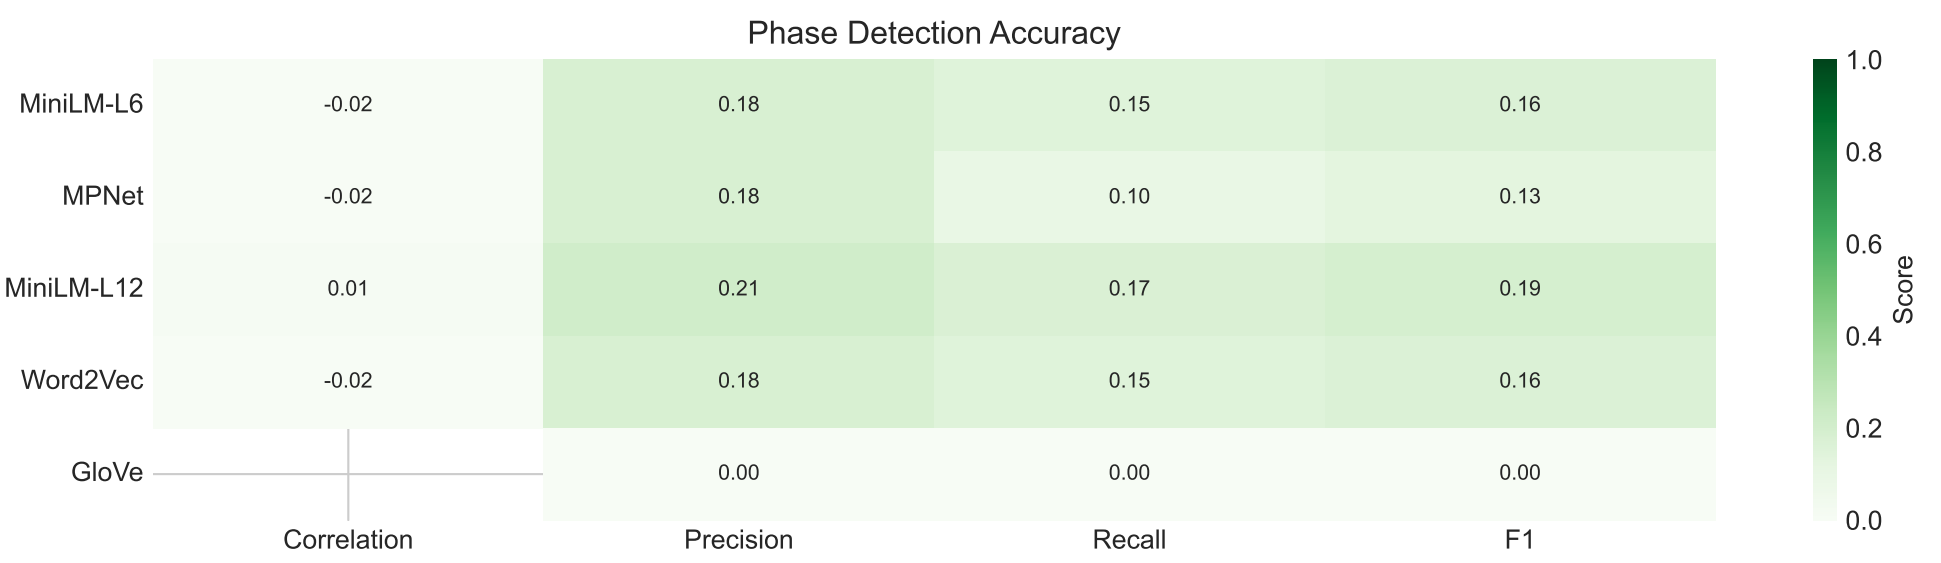 Phase Detection Accuracy
MiniLM-L6 -0.02 0.18 0.15 0.16
MPNet -0.02 0.18 0.10 0.13
MiniLM-L12 0.01 0.21 0.17 0.19
Word2Vec -0.02 0.18 0.15 0.16
GloVe 0.00 0.00 0.00
Correlation Precision Recall F1
1.0
0.8
0.6
0.4
0.2
0.0
Score